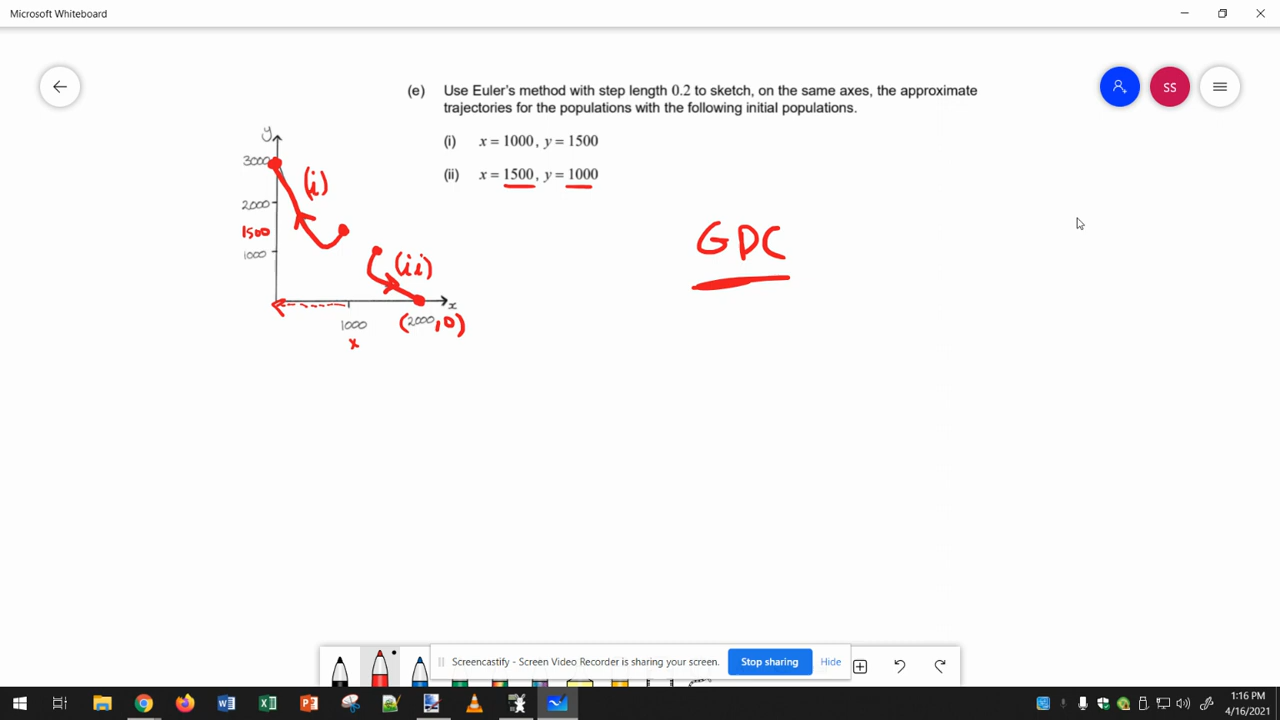 Microsoft Whiteboard
SS
(e) Use Euler's method with step length 0.2 to sketch, on the same axes, the approximate
trajectories for the populations with the following initial populations.
(i) x = 1000, y = 1500
(ii) x = 1500, y = 1000
y
3000
(i)
2000
1500
1000
(ii)
x
1000
(2000,0)
x
GDC
Screencastify - Screen Video Recorder is sharing your screen.
Stop sharing
Hide
1:16 PM
4/16/2021